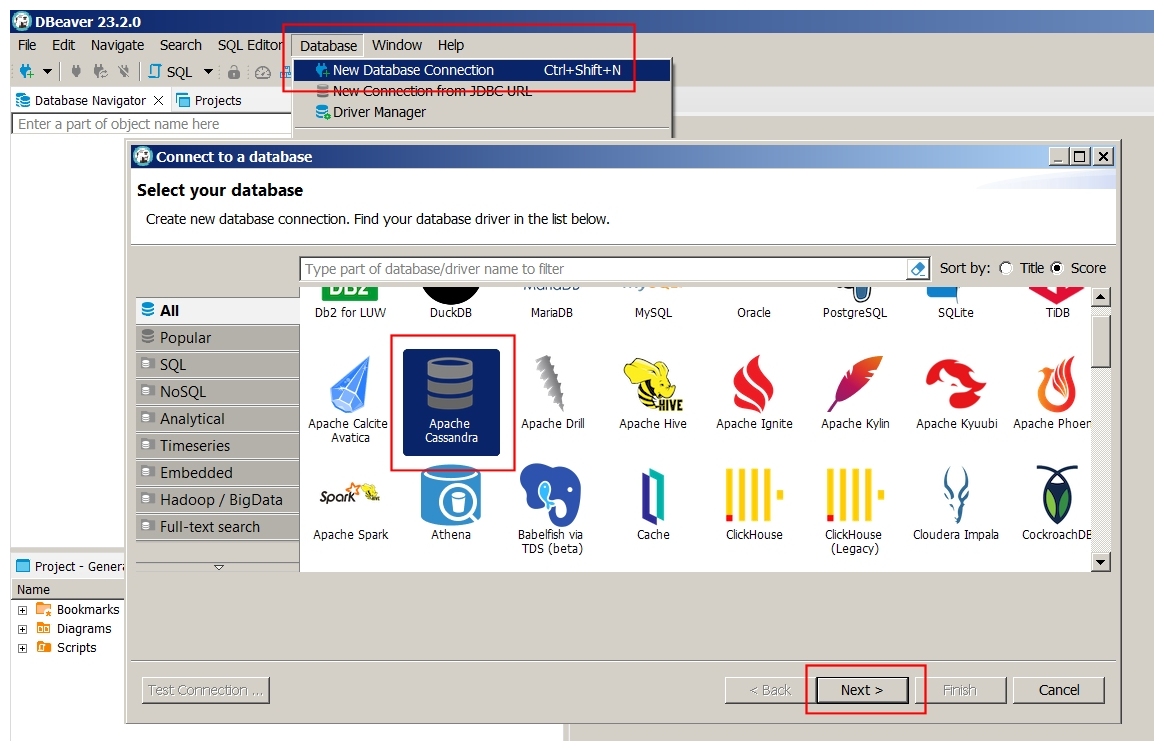 DBeaver 23.2.0
File Edit Navigate Search SQL Editor Database Window Help
SQL
New Database Connection Ctrl+Shift+N
New Connection from JDBC URL
Driver Manager
Database Navigator Projects
Enter a part of object name here
Connect to a database
Select your database
Create new database connection. Find your database driver in the list below.
Type part of database/driver name to filter
Sort by: Title Score
All
Popular
SQL
NoSQL
Analytical
Timeseries
Embedded
Hadoop / BigData
Full-text search
DB2
MariaDB
MySQL
Db2 for LUW DuckDB MariaDB MySQL Oracle PostgreSQL SQLite TiDB
HIVE
Apache Calcite
Avatica
Apache
Cassandra
Apache Drill
Apache Hive
Apache Ignite
Apache Kylin
Apache Kyuubi
Apache Phoen
Spark
Apache Spark
Athena
Babelfish via
TDS (beta)
Cache
ClickHouse
ClickHouse
(Legacy)
Cloudera Impala
CockroachDB
Project - Genera
Name
Bookmarks
Diagrams
Scripts
Test Connection ...
< Back Next > Finish Cancel